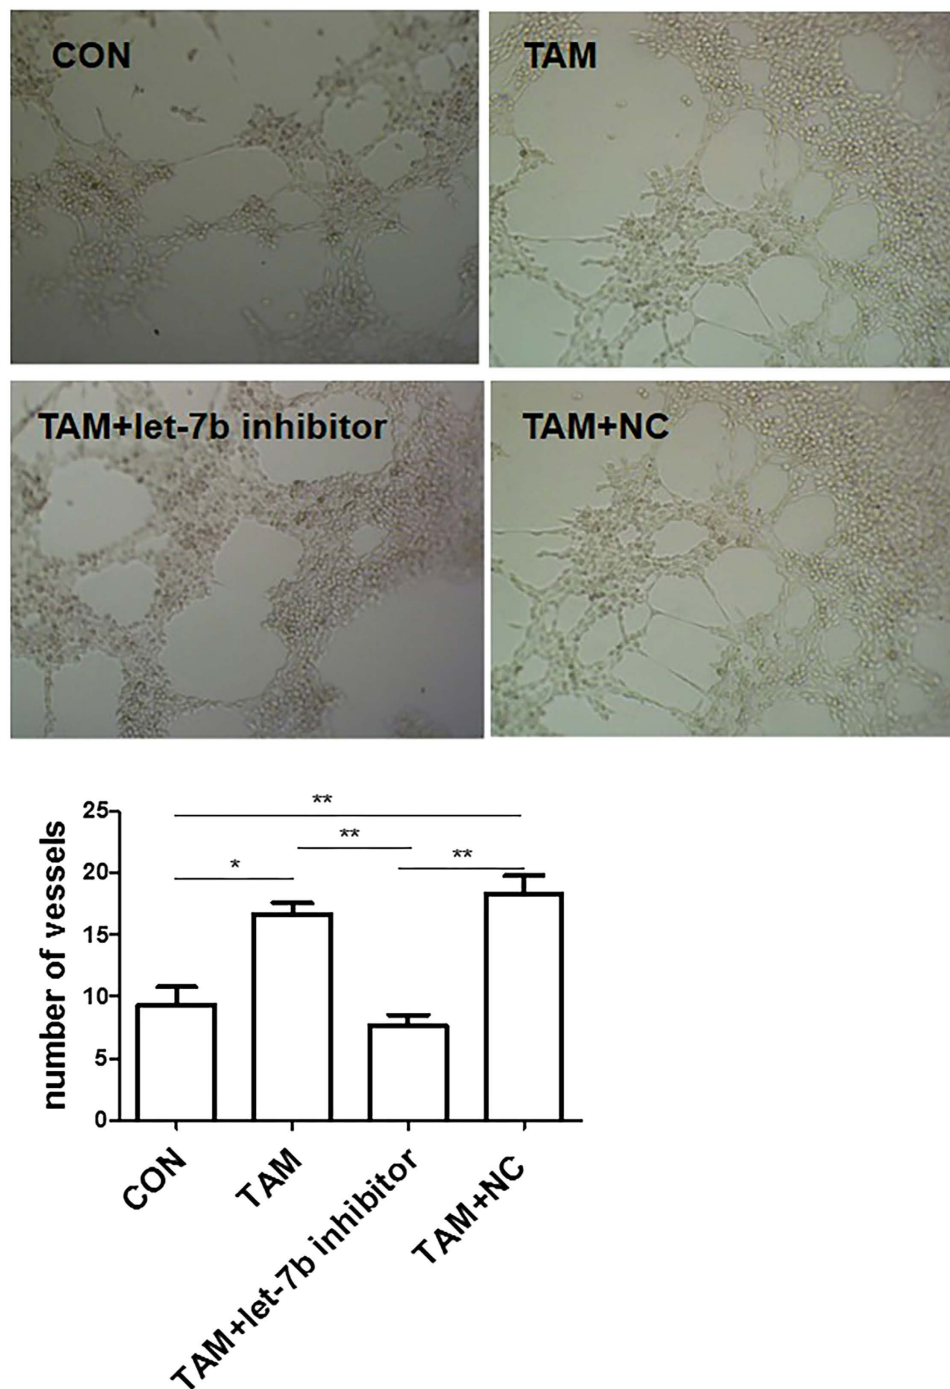 CON
TAM
TAM+let-7b inhibitor
TAM+NC
number of vessels
25
20
15
10
5
0
**
**
**
*
CON
TAM
TAM+let-7b inhibitor
TAM+NC